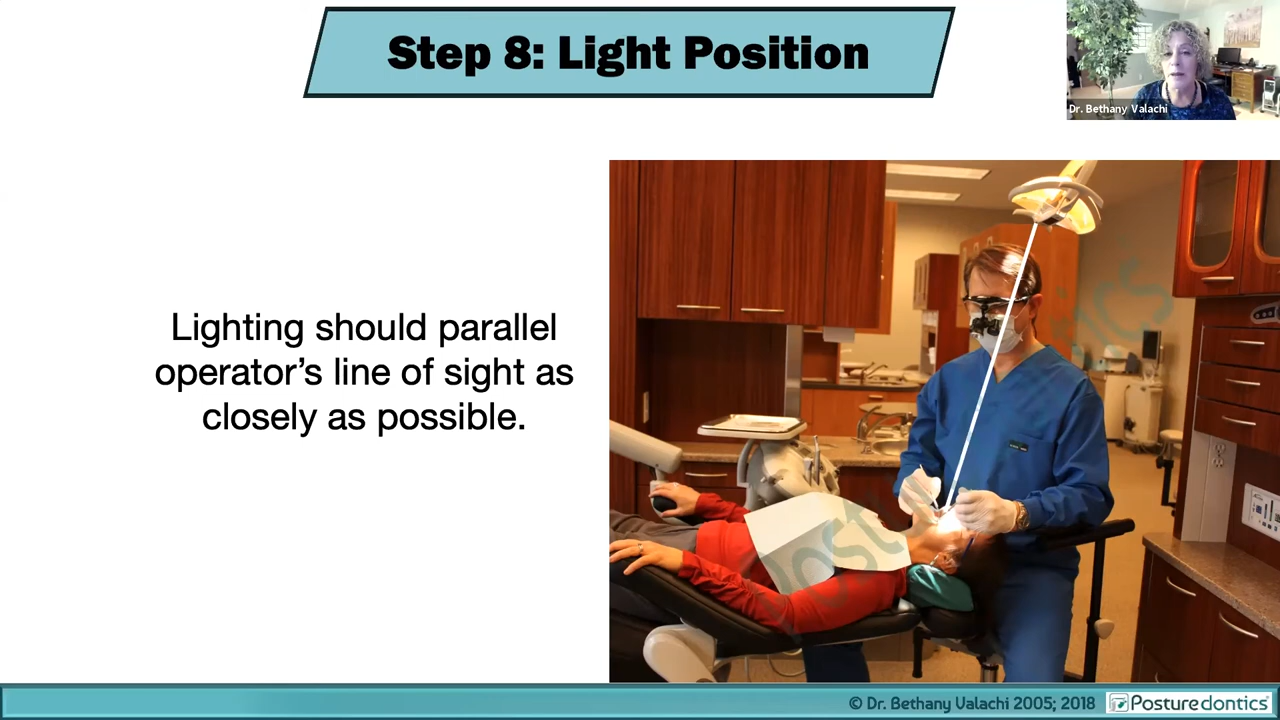 Step 8: Light Position
Dr. Bethany Valachi
Lighting should parallel
operator's line of sight as
closely as possible.
Posturedontics
© Dr. Bethany Valachi 2005; 2018
Posturedontics